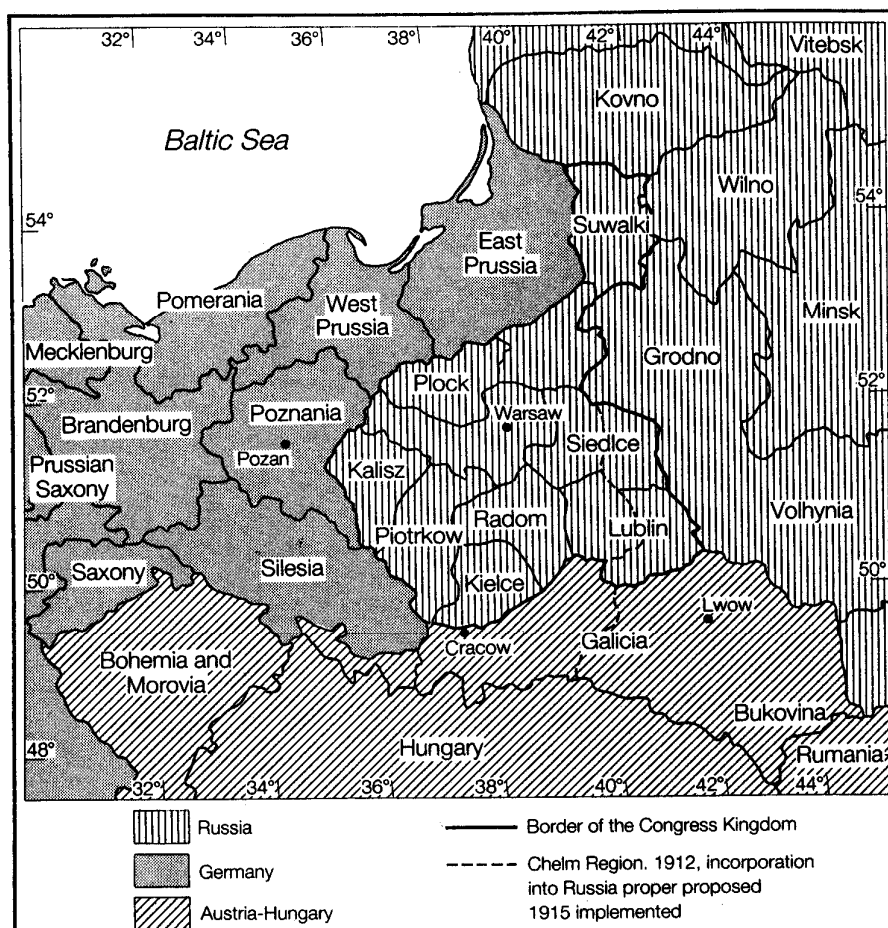 32° 34° 36° 38° 40° 42° 44°
Vitebsk
Kovno
Baltic Sea
Wilno
54° 54°
Suwalki
East
Prussia
Pomerania
West
Prussia
Minsk
Mecklenburg
Grodno
Plock
52° 52°
Brandenburg
Poznania
Warsaw
Siedlce
Pozan
Prussian
Saxony
Kalisz
Volhynia
Radom
Piotrkow
Lublin
Saxony
Silesia
50° 50°
Kielce
Lwow
Cracow
Galicia
Bohemia and
Morovia
Bukovina
Hungary
48°
Rumania
32° 34° 36° 38° 40° 42° 44°
Russia
Germany
Austria-Hungary
Border of the Congress Kingdom
Chelm Region. 1912, incorporation
into Russia proper proposed
1915 implemented